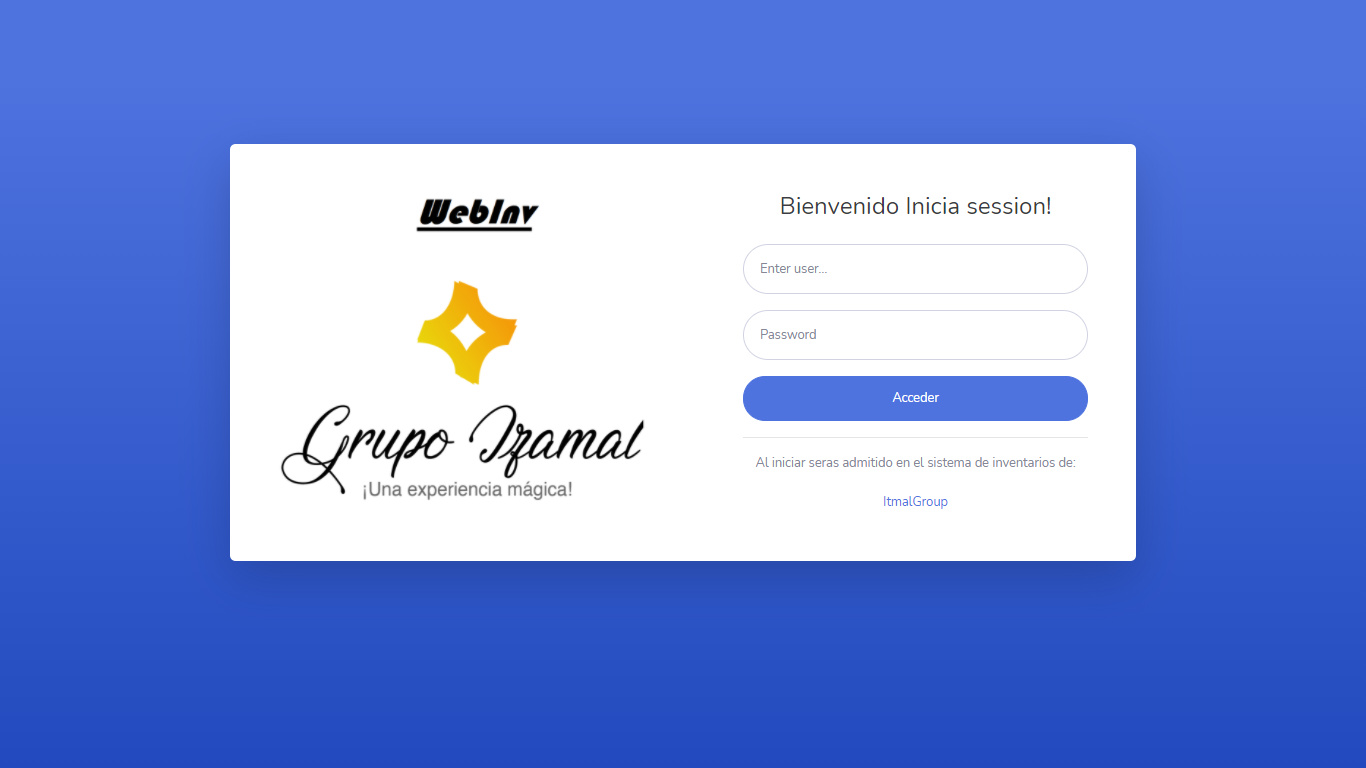 WebInv
Grupo Izamal
¡Una experiencia mágica!
Bienvenido Inicia session!
Enter user...
Password
Acceder
Al iniciar seras admitido en el sistema de inventarios de:
ItmalGroup